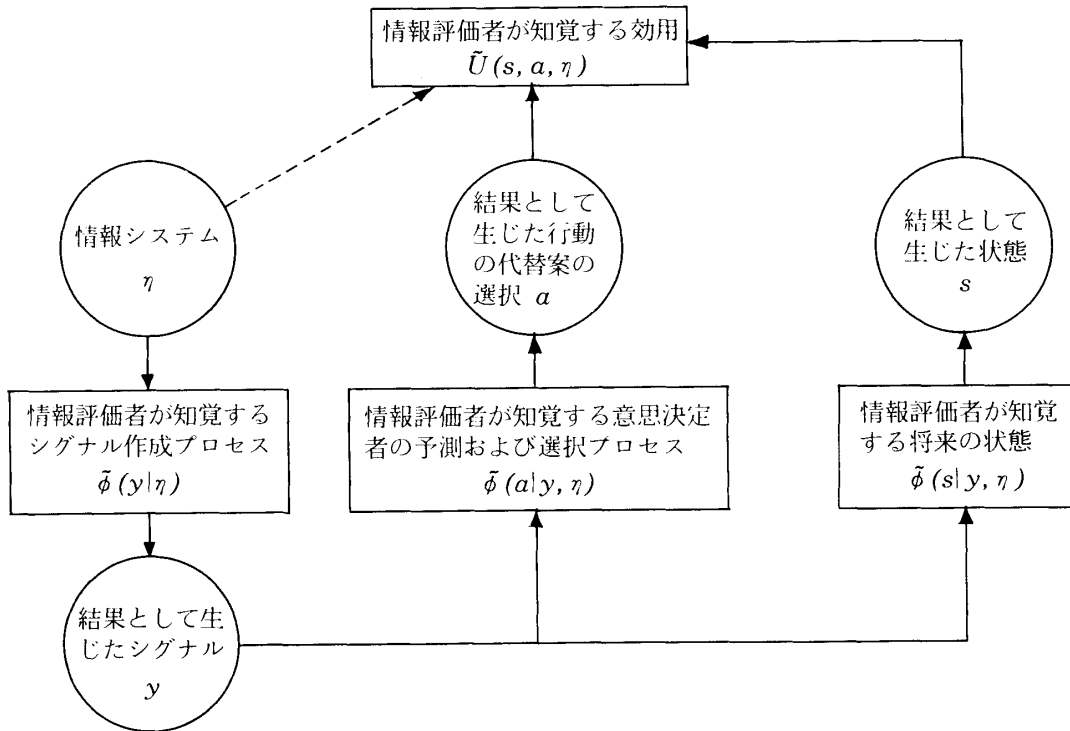 情報評価者が知覚する効用
Ũ(s, a, η)
情報システム
η
結果として
生じた行動
の代替案の
選択 a
結果として
生じた状態
s
情報評価者が知覚する
シグナル作成プロセス
φ̃(y|η)
情報評価者が知覚する意思決定
者の予測および選択プロセス
φ̃(a|y, η)
情報評価者が知覚
する将来の状態
φ̃(s|y, η)
結果として生
じたシグナル
y